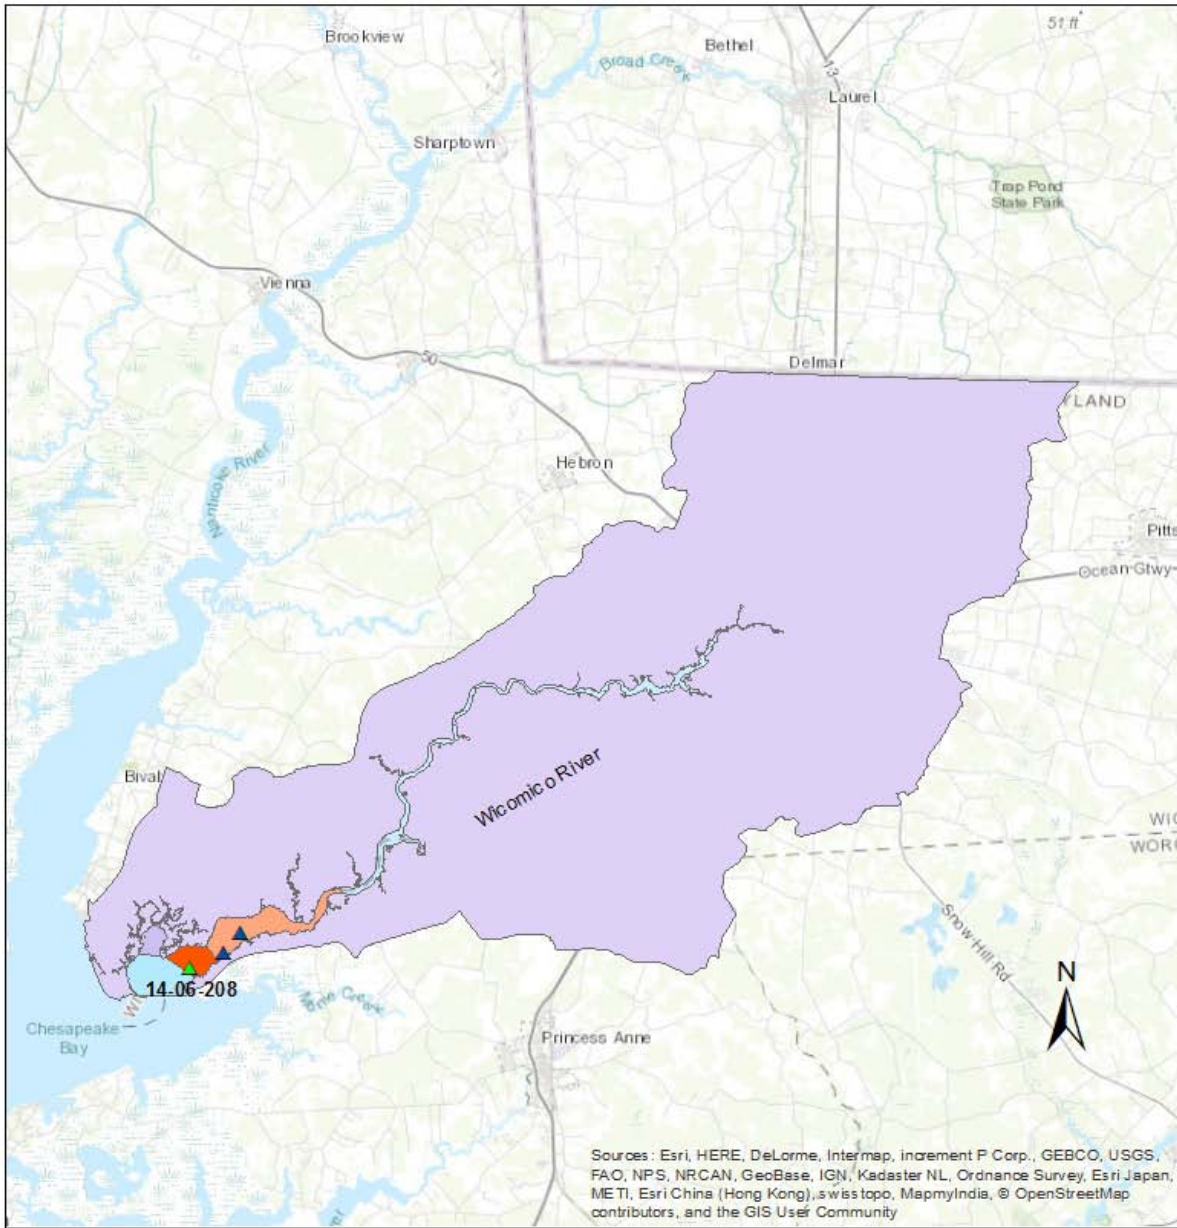 51 ft
Brookview
Bethel
Broad Creek
13
Laurel
Sharptown
Trap Pond
State Park
Vienna
50
Delmar
YLAND
Hebron
Nanticoke River
Pitts
Ocean Gtwy
Wicomico River
Bival
WIC
WOR
Snow Hill Rd
N
14-06-208
Chesapeake
Bay
Princess Anne
Sources: Esri, HERE, DeLorme, Intermap, increment P Corp., GEBCO, USGS,
FAO, NPS, NRCAN, GeoBase, IGN, Kadaster NL, Ordnance Survey, Esri Japan,
METI, Esri China (Hong Kong), swisstopo, MapmyIndia, © OpenStreetMap
contributors, and the GIS User Community